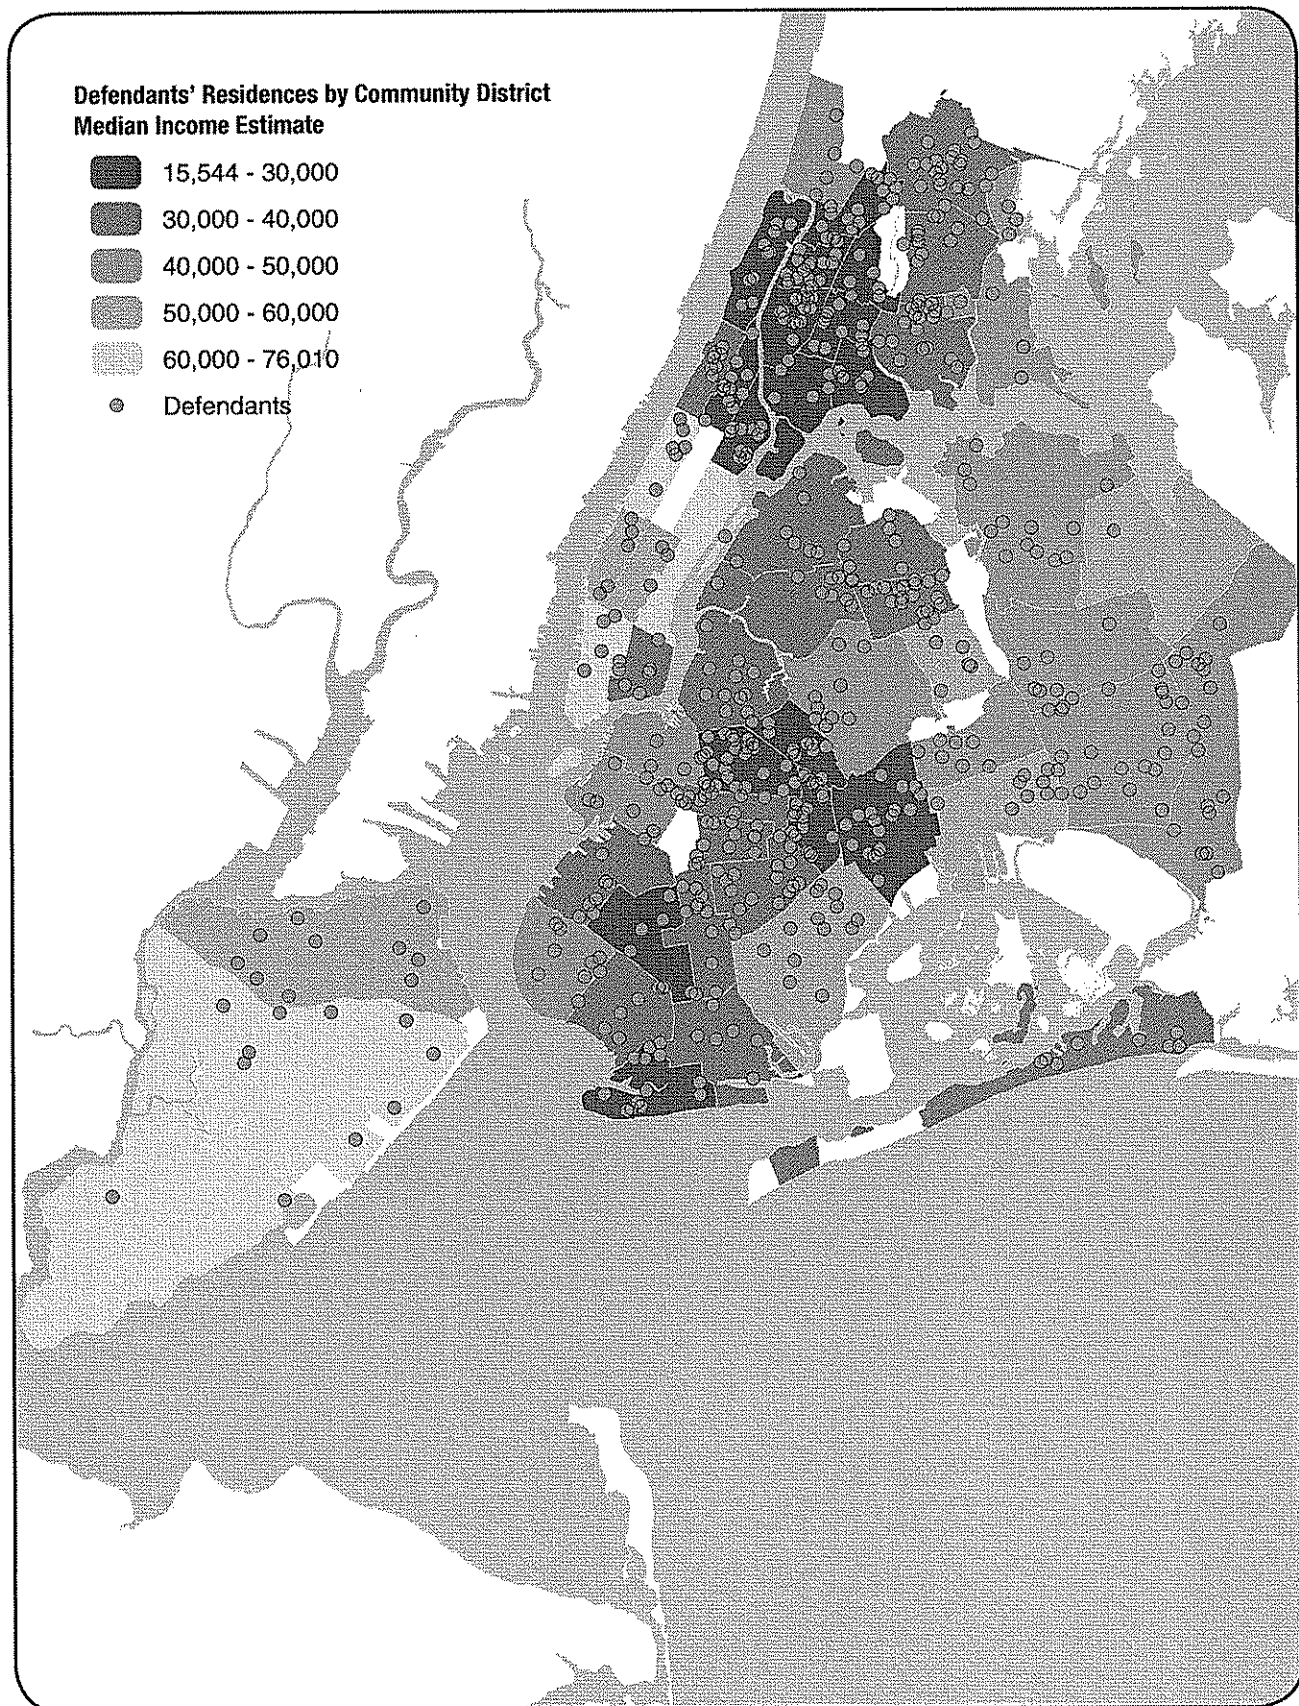 Defendants' Residences by Community District
Median Income Estimate
15,544 - 30,000
30,000 - 40,000
40,000 - 50,000
50,000 - 60,000
60,000 - 76,010
Defendants